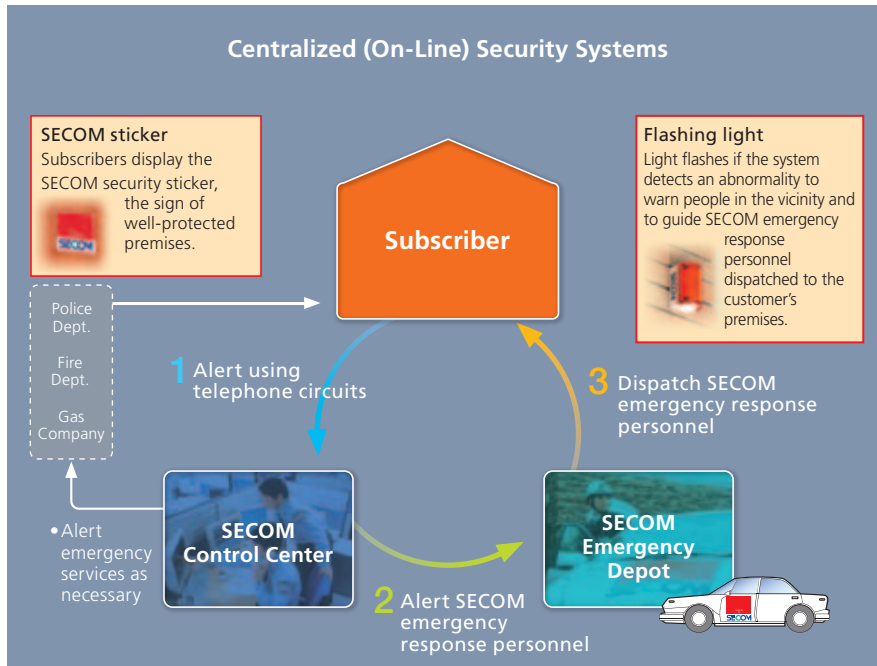 Centralized (On-Line) Security Systems
SECOM sticker
Subscribers display the
SECOM security sticker,
the sign of
well-protected
premises.
SECOM
Flashing light
Light flashes if the system
detects an abnormality to
warn people in the vicinity and
to guide SECOM emergency
response
personnel
dispatched to the
customer's
premises.
Subscriber
Police
Dept.
Fire
Dept.
Gas
Company
1 Alert using
telephone circuits
3 Dispatch SECOM
emergency response
personnel
SECOM
Control Center
SECOM
Emergency
Depot
• Alert
emergency
services as
necessary
2 Alert SECOM
emergency
response personnel
SECOM